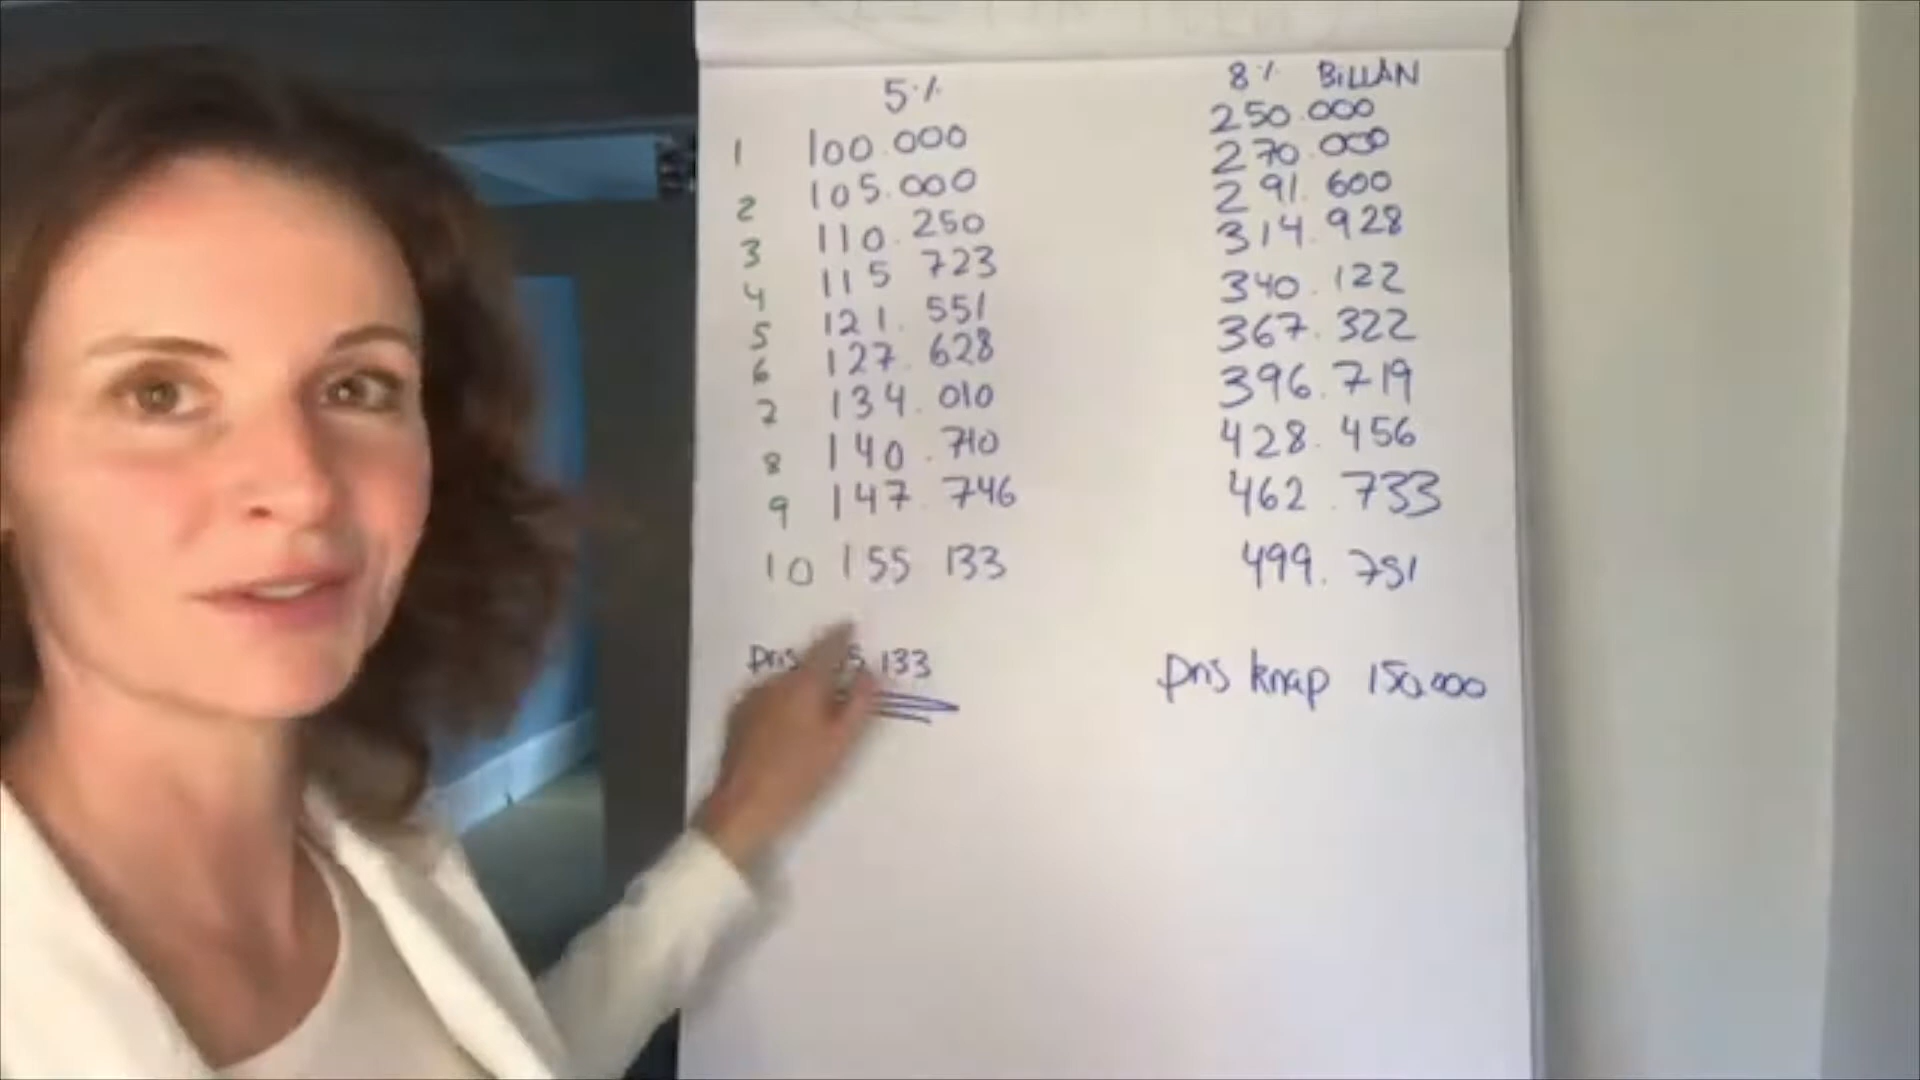 5% 8% BILLÅN
250.000
1 100.000 270.000
2 105.000 291.600
3 110.250 314.928
4 115 723 340.122
5 121.551 367.322
6 127.628 396.719
7 134.010 428.456
8 140.710 462.733
9 147.746 499.751
10 155 133
pris 133
pris knap 150.000